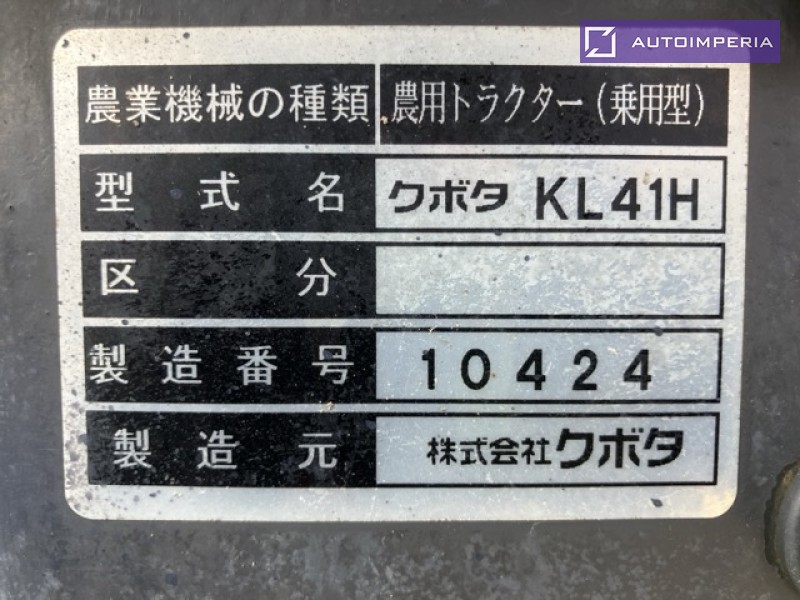 AUTOIMPERIA
農業機械の種類 農用トラクター(乗用型)
型式名 クボタ KL41H
区分
製造番号 10424
製造元 株式会社クボタ